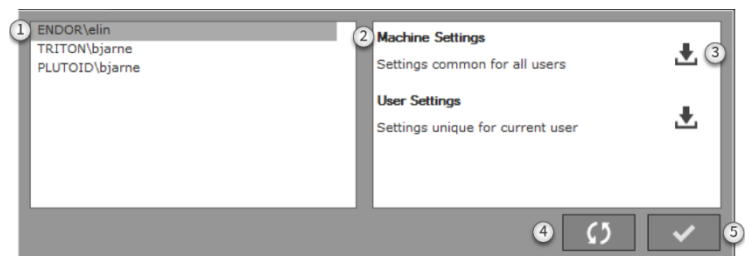 1
ENDOR\elin
TRITON\bjarne
PLUTOID\bjarne
2
Machine Settings
Settings common for all users
3
User Settings
Settings unique for current user
4
5